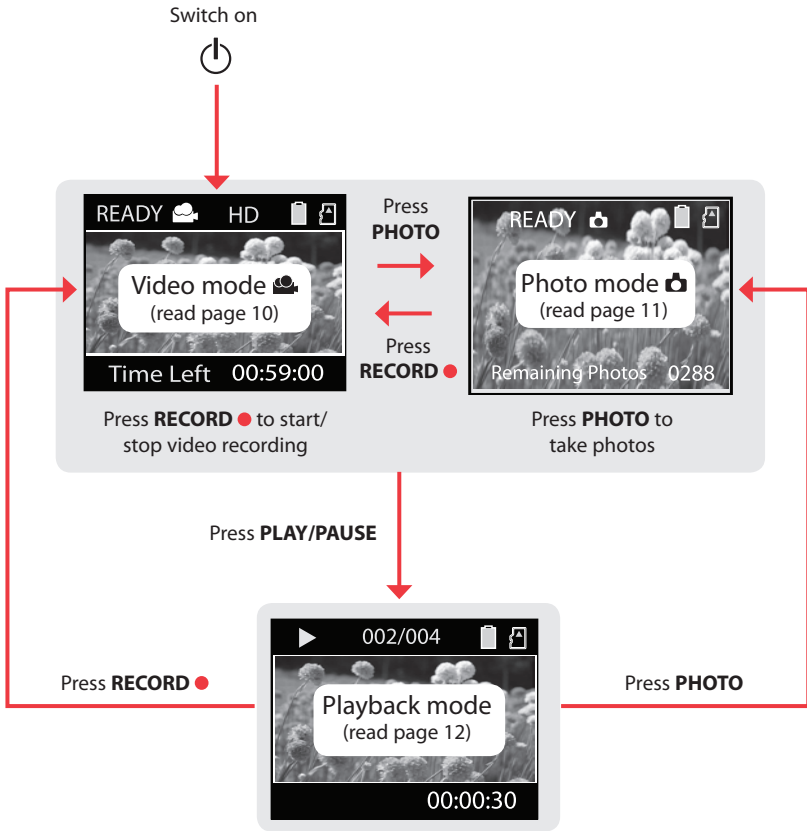 Switch on
READY HD
Video mode
(read page 10)
Time Left 00:59:00
Press RECORD to start/
stop video recording
Press
PHOTO
Press
RECORD
READY
Photo mode
(read page 11)
Remaining Photos 0288
Press PHOTO to
take photos
Press PLAY/PAUSE
002/004
Playback mode
(read page 12)
00:00:30
Press RECORD
Press PHOTO